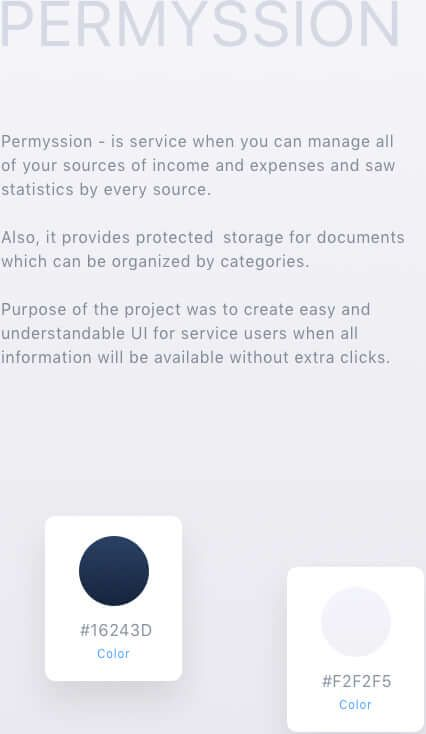 PERMYSSION
Permyssion - is service when you can manage all
of your sources of income and expenses and saw
statistics by every source.
Also, it provides protected  storage for documents
which can be organized by categories.
Purpose of the project was to create easy and
understandable UI for service users when all
information will be available without extra clicks.
#16243D
Color
#F2F2F5
Color